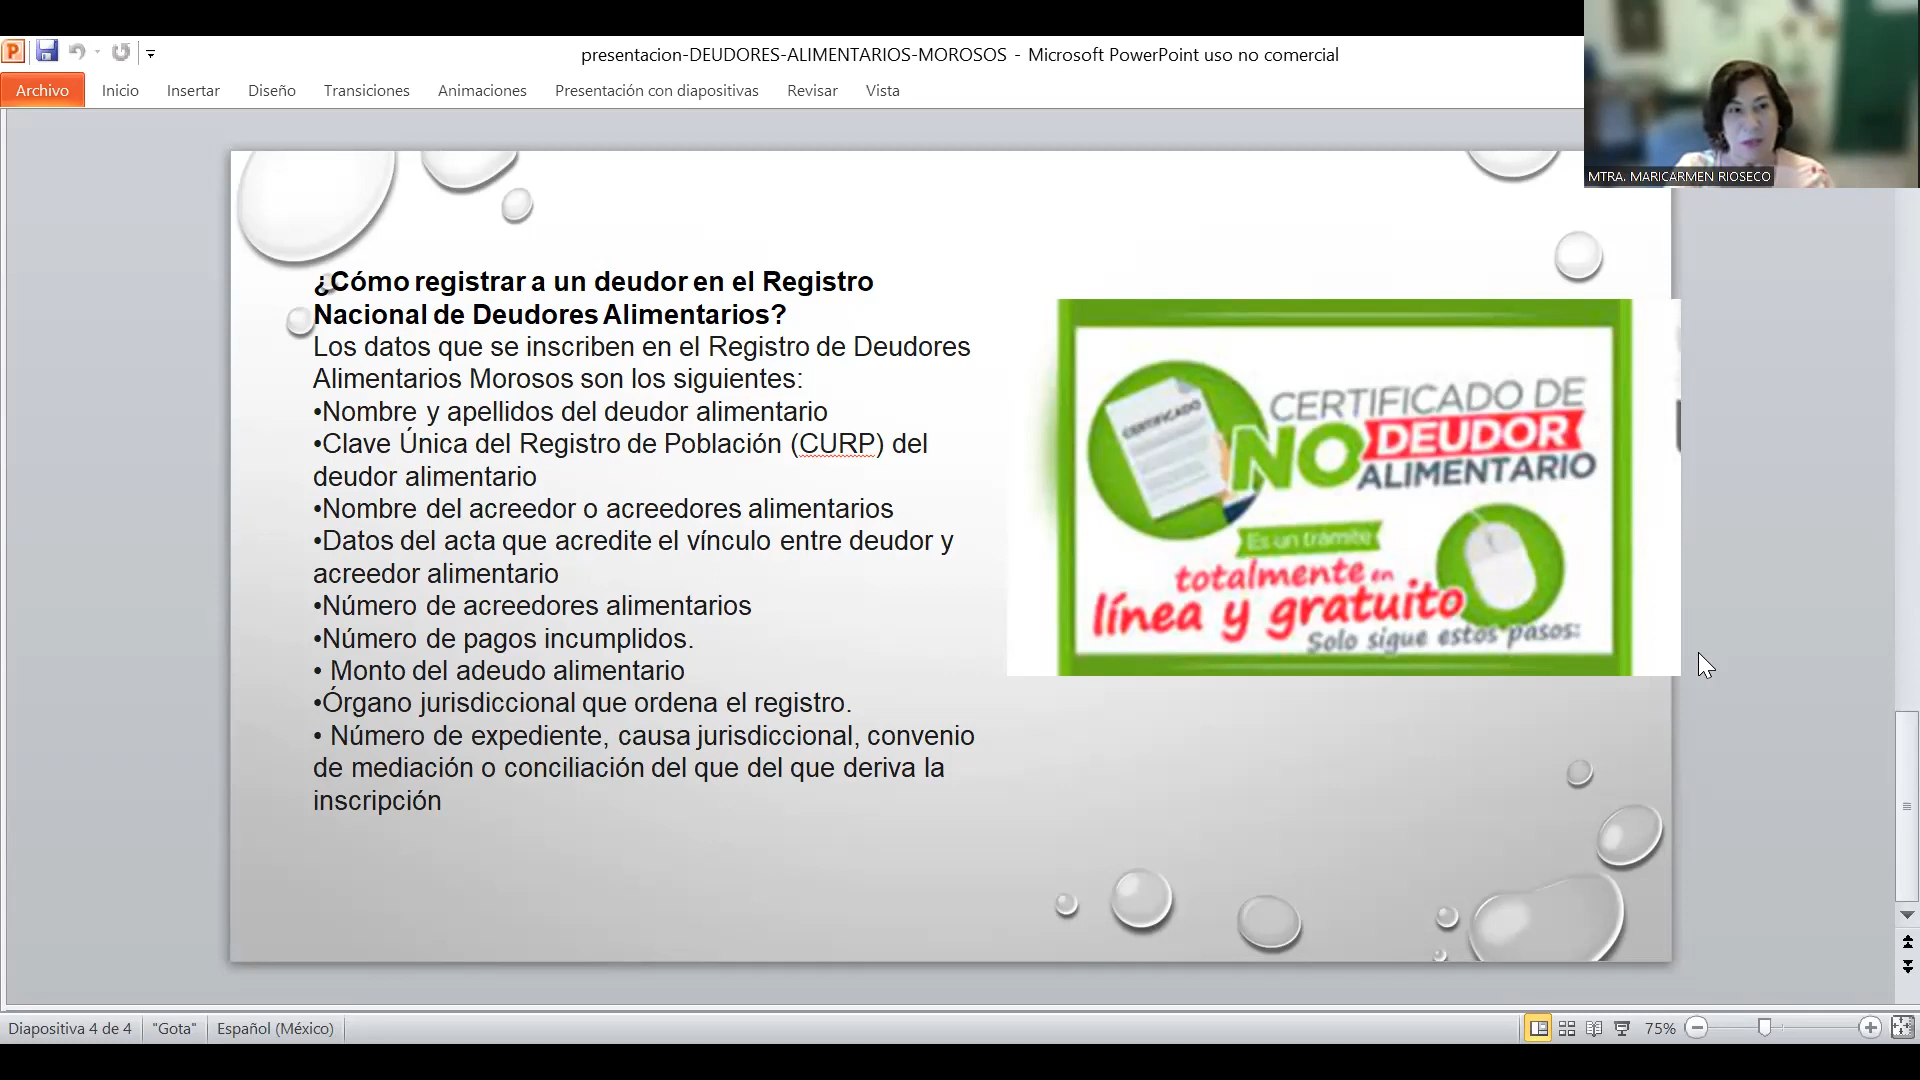 presentacion-DEUDORES-ALIMENTARIOS-MOROSOS - Microsoft PowerPoint uso no comercial
Archivo Inicio Insertar Diseño Transiciones Animaciones Presentación con diapositivas Revisar Vista
MTRA. MARICARMEN RIOSECO
¿Cómo registrar a un deudor en el Registro
Nacional de Deudores Alimentarios?
Los datos que se inscriben en el Registro de Deudores
Alimentarios Morosos son los siguientes:
•Nombre y apellidos del deudor alimentario
•Clave Única del Registro de Población (CURP) del
deudor alimentario
•Nombre del acreedor o acreedores alimentarios
•Datos del acta que acredite el vínculo entre deudor y
acreedor alimentario
•Número de acreedores alimentarios
•Número de pagos incumplidos.
• Monto del adeudo alimentario
•Órgano jurisdiccional que ordena el registro.
• Número de expediente, causa jurisdiccional, convenio
de mediación o conciliación del que del que deriva la
inscripción
CERTIFICADO
CERTIFICADO DE
NO DEUDOR
ALIMENTARIO
Es un trámite
totalmente en
línea y gratuito
Solo sigue estos pasos:
Diapositiva 4 de 4 "Gota" Español (México) 75%